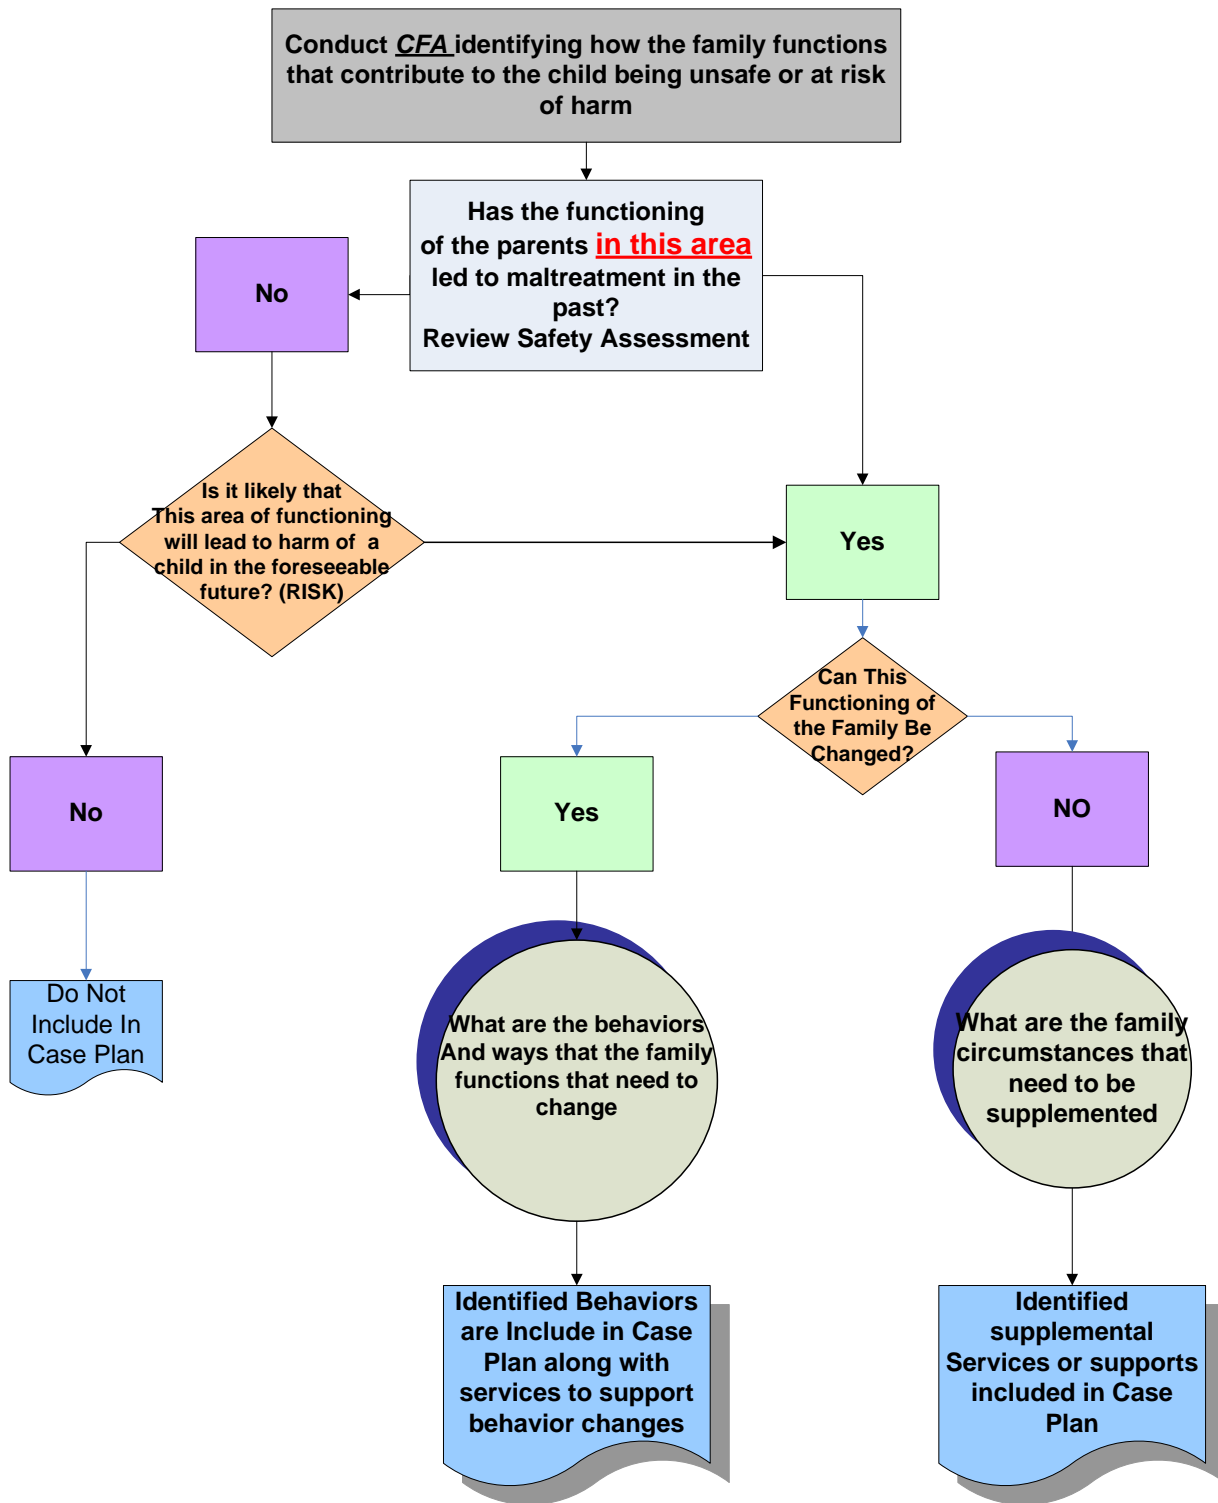 Conduct CFA identifying how the family functions
that contribute to the child being unsafe or at risk
of harm
Has the functioning
of the parents in this area
led to maltreatment in the
past?
Review Safety Assessment
No
Is it likely that
This area of functioning
will lead to harm of a
child in the foreseeable
future? (RISK)
Yes
Can This
Functioning of
the Family Be
Changed?
No
Yes
NO
Do Not
Include In
Case Plan
What are the behaviors
And ways that the family
functions that need to
change
What are the family
circumstances that
need to be
supplemented
Identified Behaviors
are Include in Case
Plan along with
services to support
behavior changes
Identified
supplemental
Services or supports
included in Case
Plan